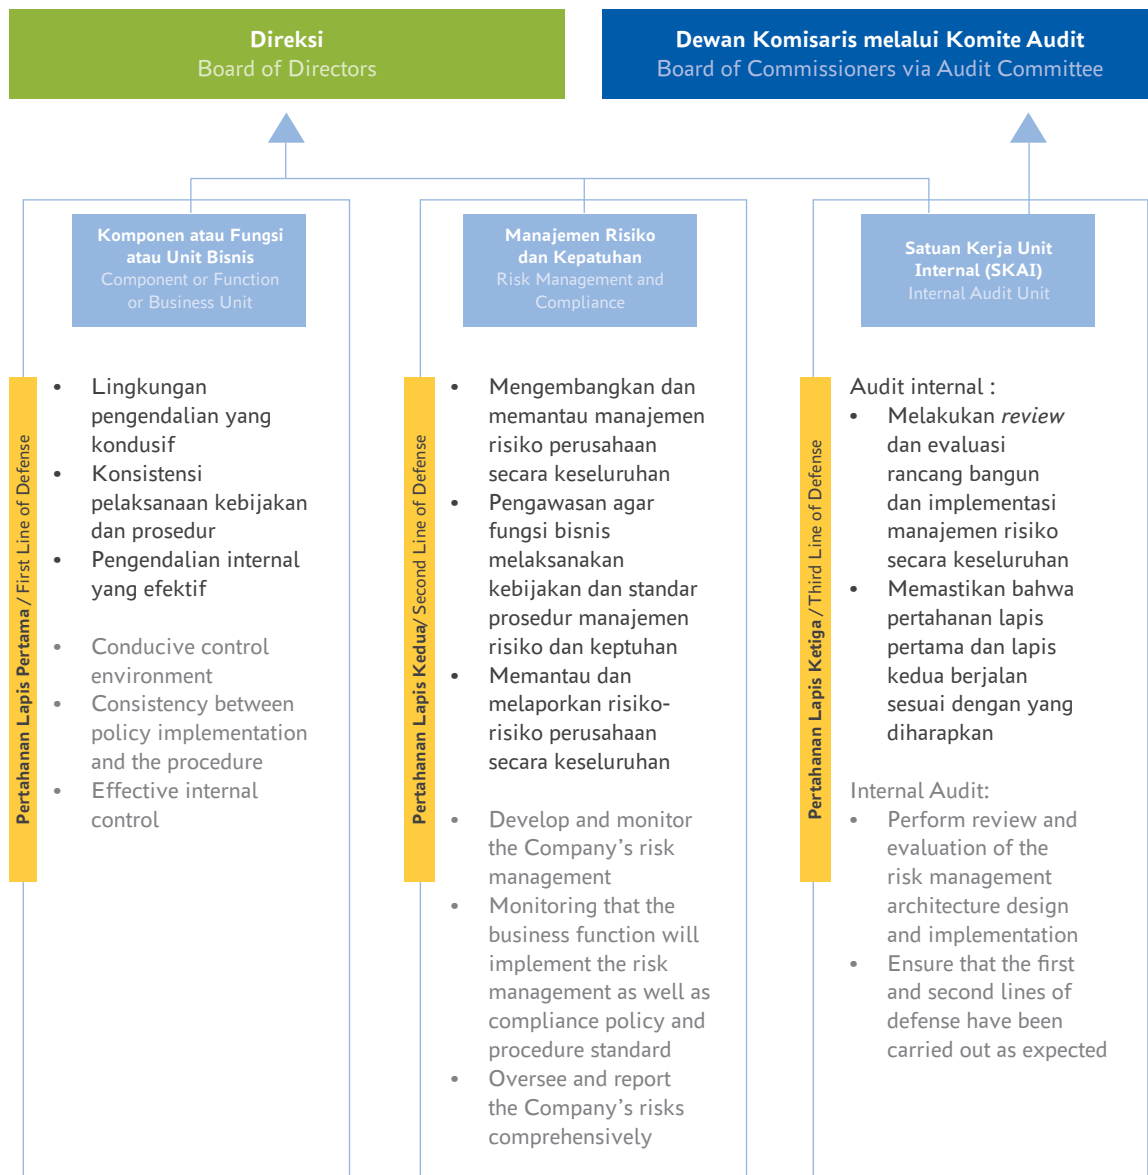 Direksi
Board of Directors
Dewan Komisaris melalui Komite Audit
Board of Commissioners via Audit Committee
Komponen atau Fungsi
atau Unit Bisnis
Component or Function
or Business Unit
Manajemen Risiko
dan Kepatuhan
Risk Management and
Compliance
Satuan Kerja Unit
Internal (SKAI)
Internal Audit Unit
Pertahanan Lapis Pertama / First Line of Defense
• Lingkungan
pengendalian yang
kondusif
• Konsistensi
pelaksanaan kebijakan
dan prosedur
• Pengendalian internal
yang efektif
• Conducive control
environment
• Consistency between
policy implementation
and the procedure
• Effective internal
control
Pertahanan Lapis Kedua/ Second Line of Defense
• Mengembangkan dan
memantau manajemen
risiko perusahaan
secara keseluruhan
• Pengawasan agar
fungsi bisnis
melaksanakan
kebijakan dan standar
prosedur manajemen
risiko dan keptuhan
• Memantau dan
melaporkan risiko-
risiko perusahaan
secara keseluruhan
• Develop and monitor
the Company’s risk
management
• Monitoring that the
business function will
implement the risk
management as well as
compliance policy and
procedure standard
• Oversee and report
the Company’s risks
comprehensively
Pertahanan Lapis Ketiga / Third Line of Defense
Audit internal :
• Melakukan review
dan evaluasi
rancang bangun
dan implementasi
manajemen risiko
secara keseluruhan
• Memastikan bahwa
pertahanan lapis
pertama dan lapis
kedua berjalan
sesuai dengan yang
diharapkan
Internal Audit:
• Perform review and
evaluation of the
risk management
architecture design
and implementation
• Ensure that the first
and second lines of
defense have been
carried out as expected